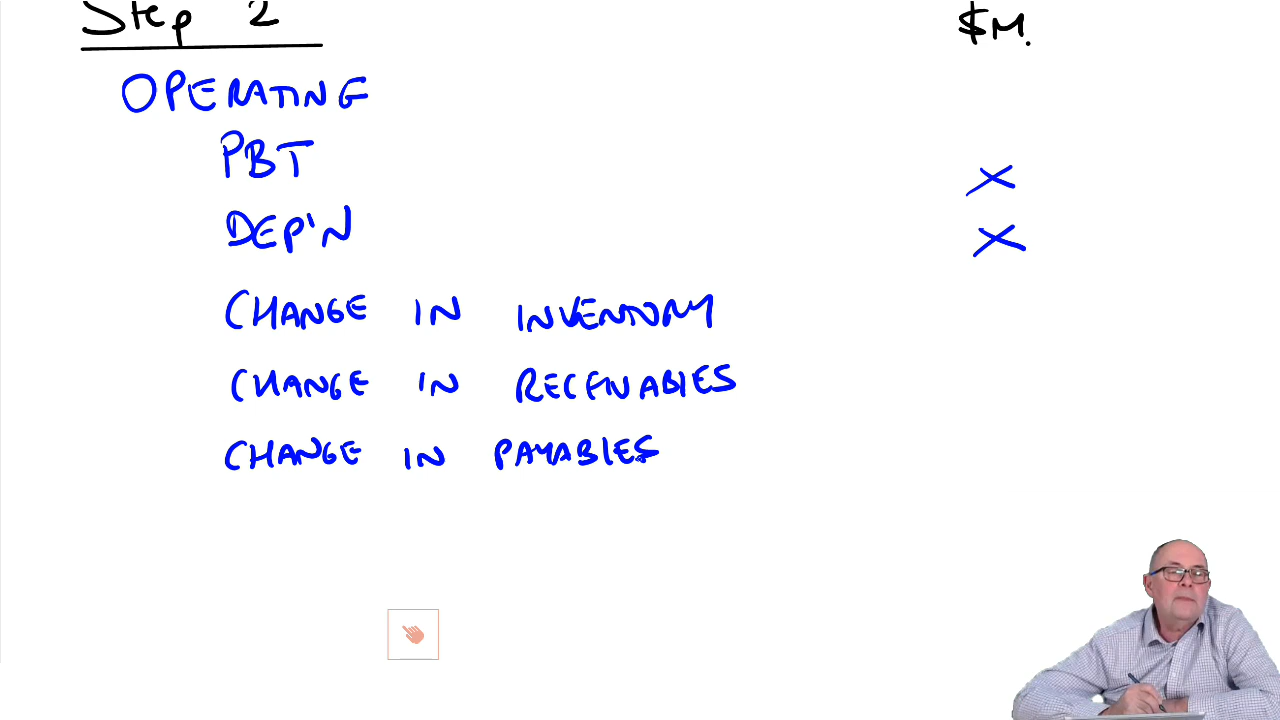 Step 2 $M.
OPERATING
PBT X
DEP'N X
CHANGE IN INVENTORY
CHANGE IN RECEIVABLES
CHANGE IN PAYABLES